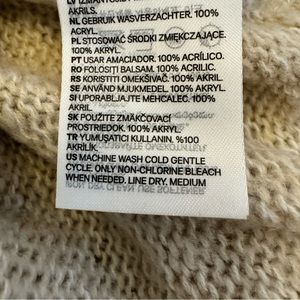 AKRILS.
NL GEBRUIK WASVERZACHTER. 100%
ACRYL.
PL STOSOWAĆ ŚRODKI ZMIĘKCZAJĄCE.
100% AKRYL.
PT USAR AMACIADOR. 100% ACRÍLICO.
RO FOLOSIȚI BALSAM. 100% ACRILIC.
RS KORISTITI OMEKŠIVAČ. 100% AKRIL.
SE ANVÄND MJUKMEDEL. 100% AKRYL
SI UPORABLJAJTE MEHČALEC. 100%
AKRIL
SK POUŽITE ZMÄKČOVACÍ
PROSTRIEDOK. 100% AKRYL.
TR YUMUŞATICI KULLANIN. %100
AKRİLİK.
US MACHINE WASH COLD GENTLE
CYCLE. ONLY NON-CHLORINE BLEACH
WHEN NEEDED. LINE DRY. MEDIUM